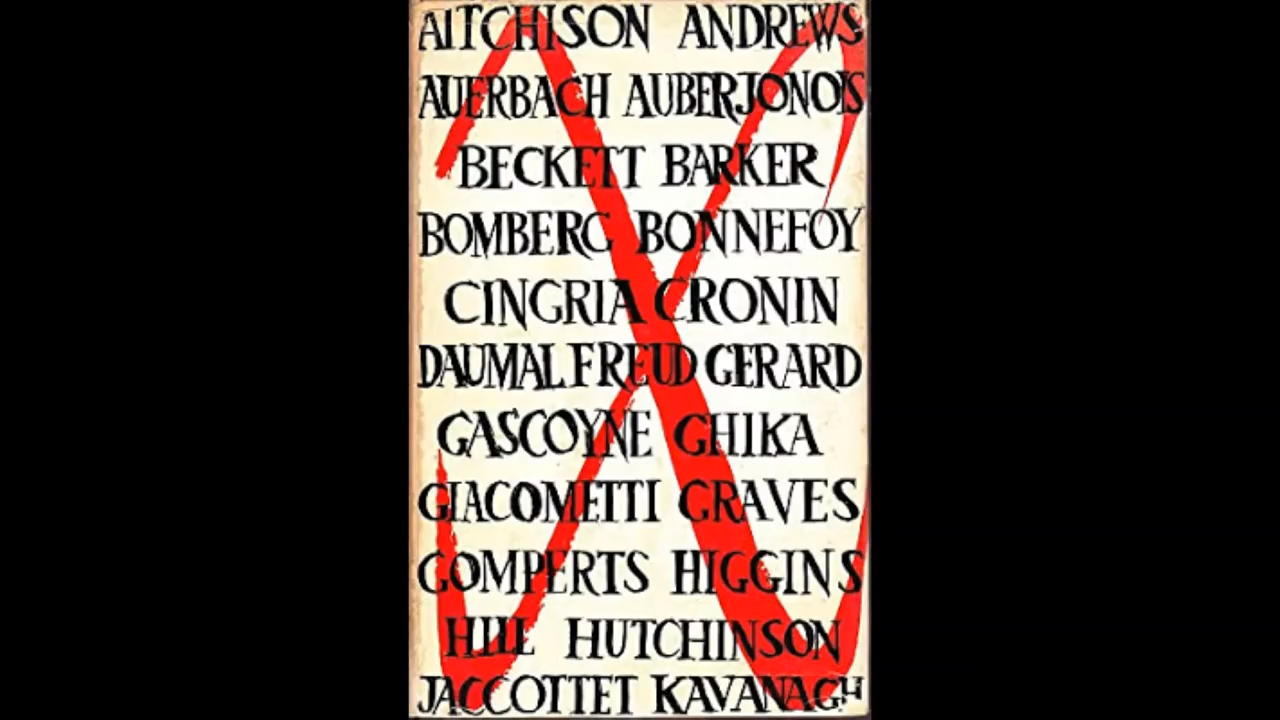 AITCHISON ANDREWS
AUERBACH AUBERJONOIS
BECKETT BARKER
BOMBERG BONNEFOY
CINGRIA CRONIN
DAUMAL FREUD GERARD
GASCOYNE GHIKA
GIACOMETTI GRAVES
GOMPERTS HIGGINS
HILL HUTCHINSON
JACCOTTET KAVANAGH
X